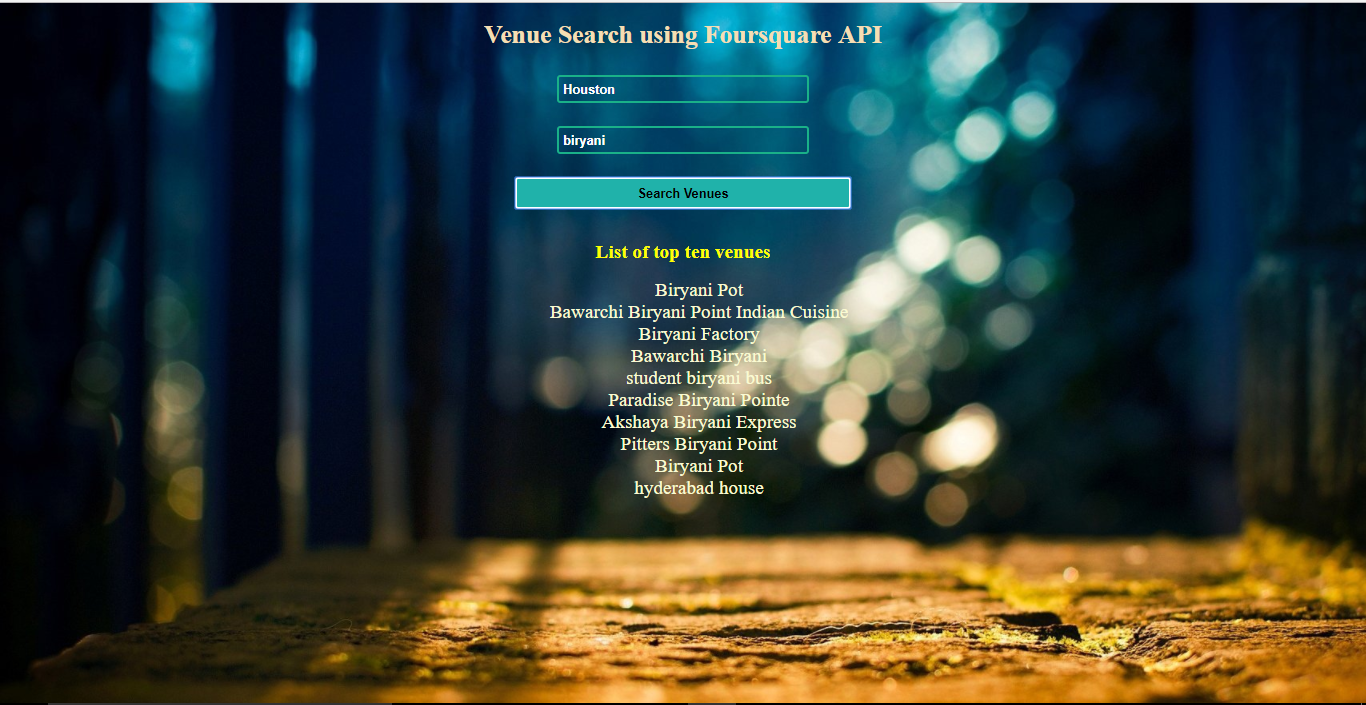 Venue Search using Foursquare API
Houston
biryani
Search Venues
List of top ten venues
Biryani Pot
Bawarchi Biryani Point Indian Cuisine
Biryani Factory
Bawarchi Biryani
student biryani bus
Paradise Biryani Pointe
Akshaya Biryani Express
Pitters Biryani Point
Biryani Pot
hyderabad house